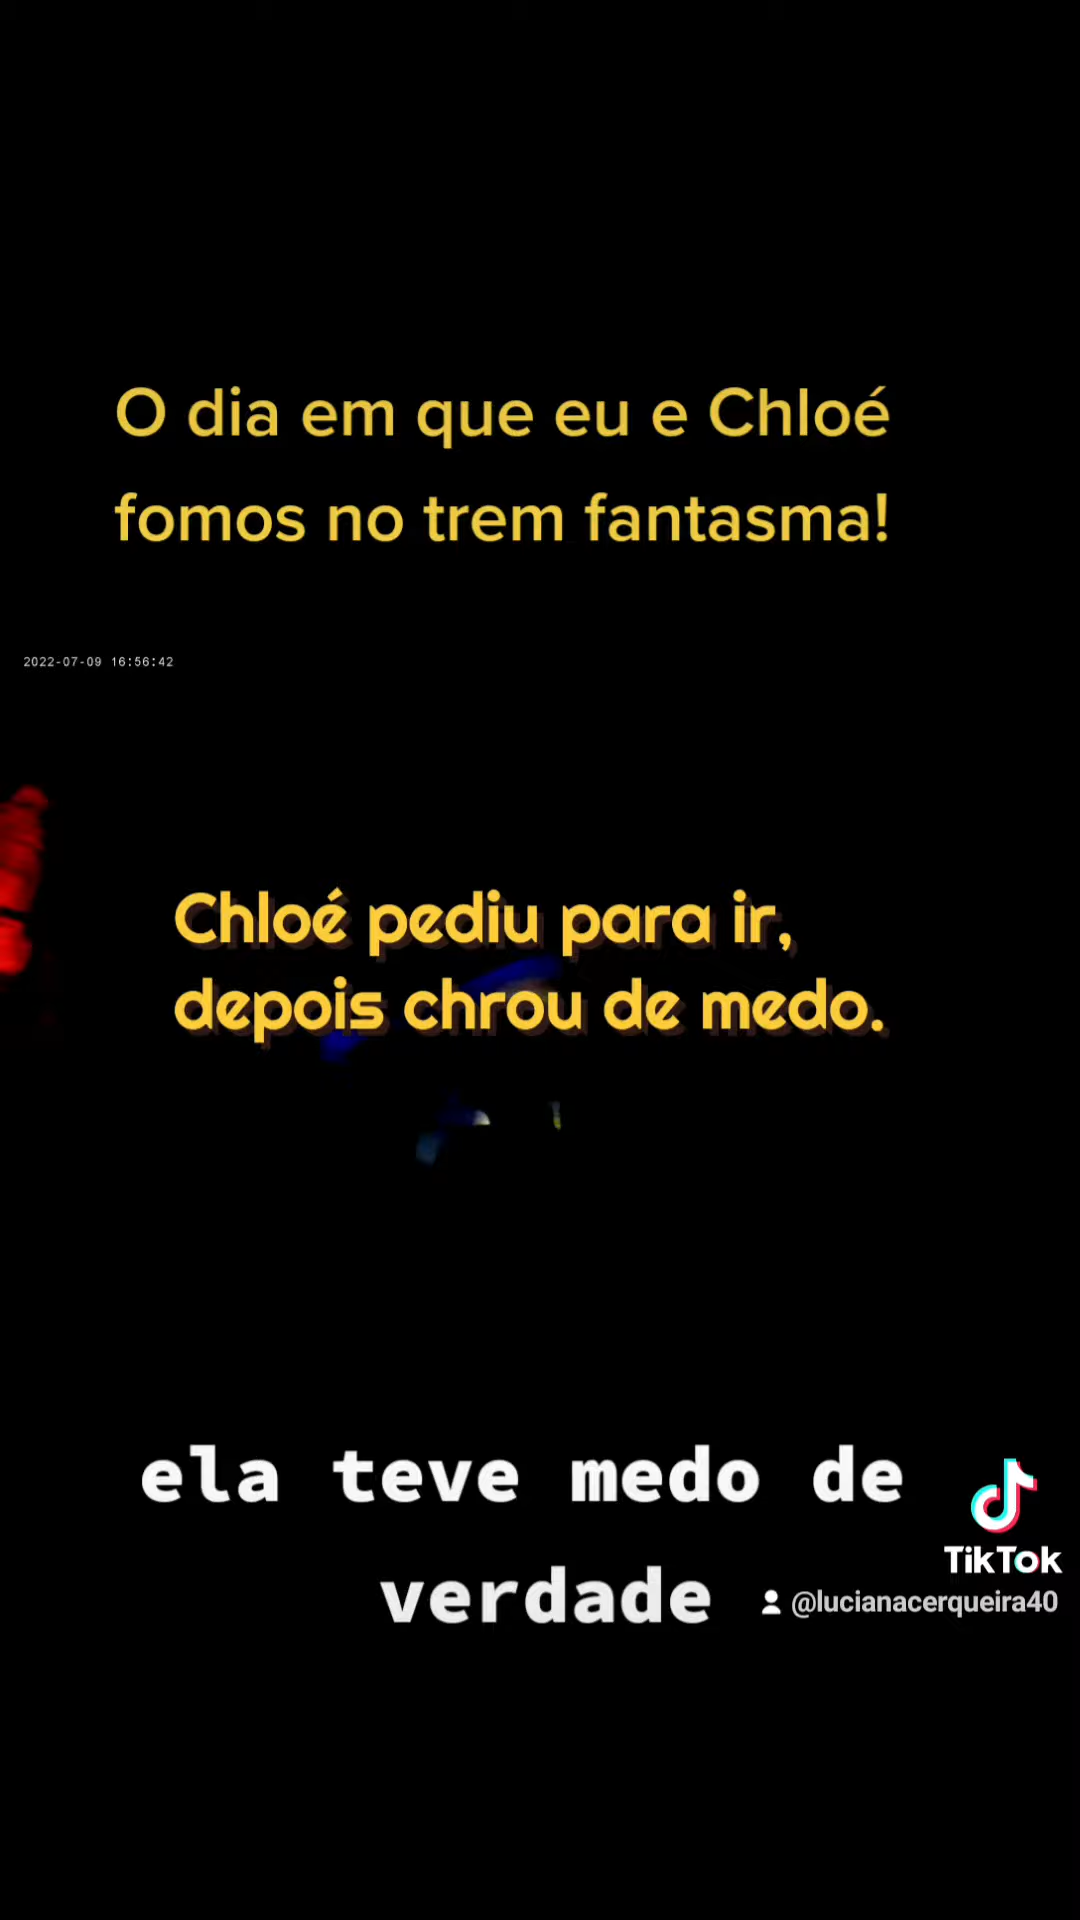 O dia em que eu e Chloé
fomos no trem fantasma!
2022-07-09 16:56:42
Chloé pediu para ir,
depois chrou de medo.
ela teve medo de
verdade
TikTok
@lucianacerqueira40